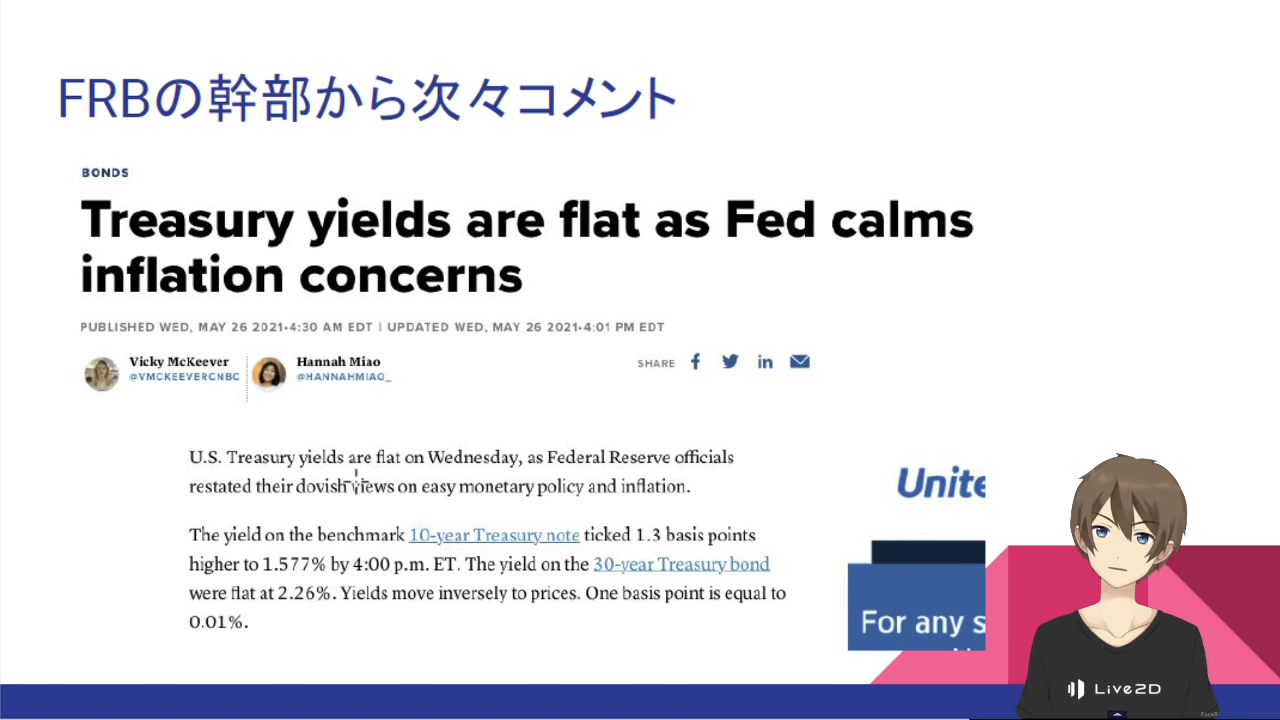 FRBの幹部から次々コメント
BONDS
Treasury yields are flat as Fed calms
inflation concerns
PUBLISHED WED, MAY 26 2021•4:30 AM EDT | UPDATED WED, MAY 26 2021•4:01 PM EDT
Vicky McKeever
@VMCKEEVERCNBC
Hannah Miao
@HANNAHMIAO_
SHARE
U.S. Treasury yields are flat on Wednesday, as Federal Reserve officials
restated their dovish views on easy monetary policy and inflation.
The yield on the benchmark 10-year Treasury note ticked 1.3 basis points
higher to 1.577% by 4:00 p.m. ET. The yield on the 30-year Treasury bond
were flat at 2.26%. Yields move inversely to prices. One basis point is equal to
0.01%.
Unite
For any s
Live2D